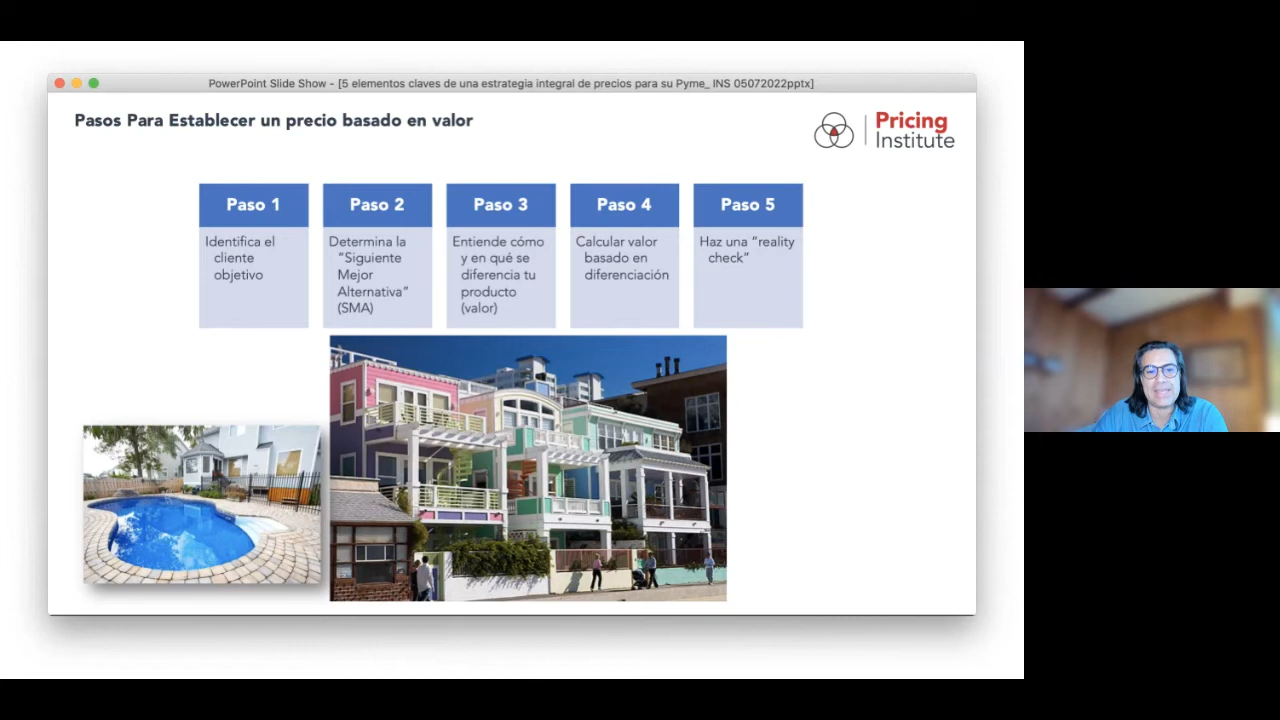 PowerPoint Slide Show - [5 elementos claves de una estrategia integral de precios para su Pyme_ INS 05072022pptx]
Pasos Para Establecer un precio basado en valor
Pricing
Institute
Paso 1
Identifica el
cliente
objetivo
Paso 2
Determina la
“Siguiente
Mejor
Alternativa”
(SMA)
Paso 3
Entiende cómo
y en qué se
diferencia tu
producto
(valor)
Paso 4
Calcular valor
basado en
diferenciación
Paso 5
Haz una “reality
check”